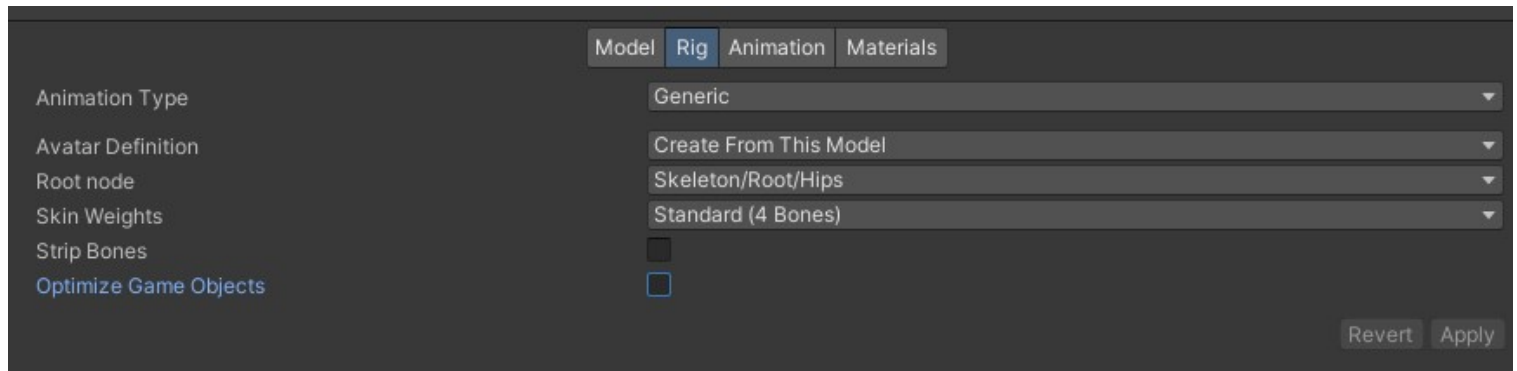 Model Rig Animation Materials
Animation Type Generic
Avatar Definition Create From This Model
Root node Skeleton/Root/Hips
Skin Weights Standard (4 Bones)
Strip Bones
Optimize Game Objects
Revert Apply